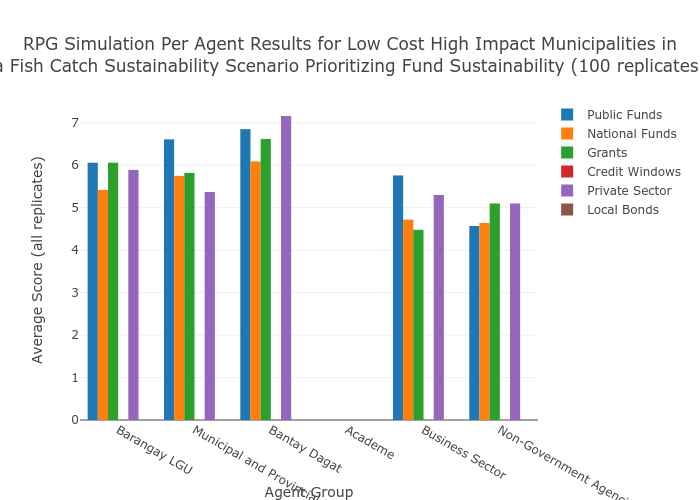 RPG Simulation Per Agent Results for Low Cost High Impact Municipalities in
a Fish Catch Sustainability Scenario Prioritizing Fund Sustainability (100 replicates
Public Funds
National Funds
Grants
Credit Windows
Private Sector
Local Bonds
Average Score (all replicates)
7
6
5
4
3
2
1
0
Barangay LGU
Municipal and Provincial
Bantay Dagat
Academe
Business Sector
Non-Government Agenci
Agent Group